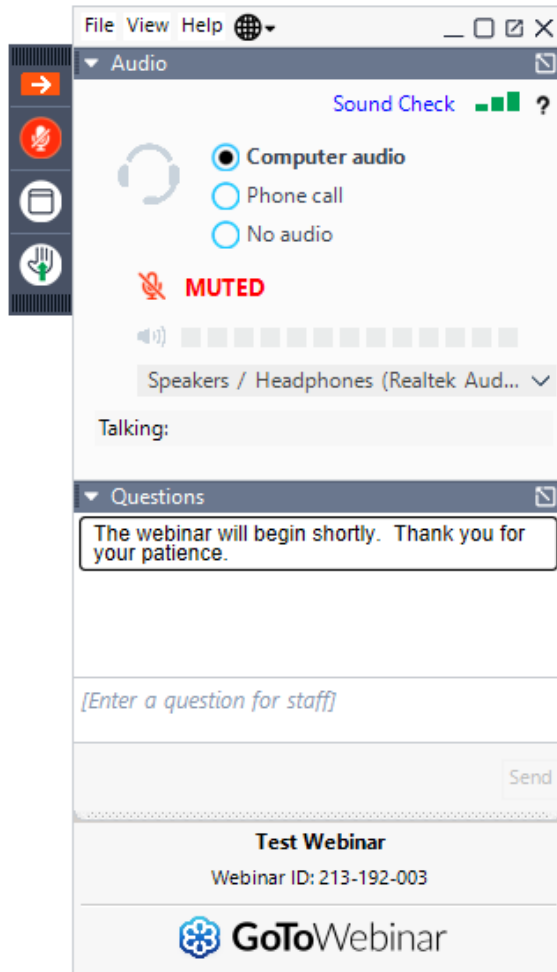 File View Help
Audio
Sound Check ?
Computer audio
Phone call
No audio
MUTED
Speakers / Headphones (Realtek Aud...
Talking:
Questions
The webinar will begin shortly.  Thank you for
your patience.
[Enter a question for staff]
Send
Test Webinar
Webinar ID: 213-192-003
GoToWebinar